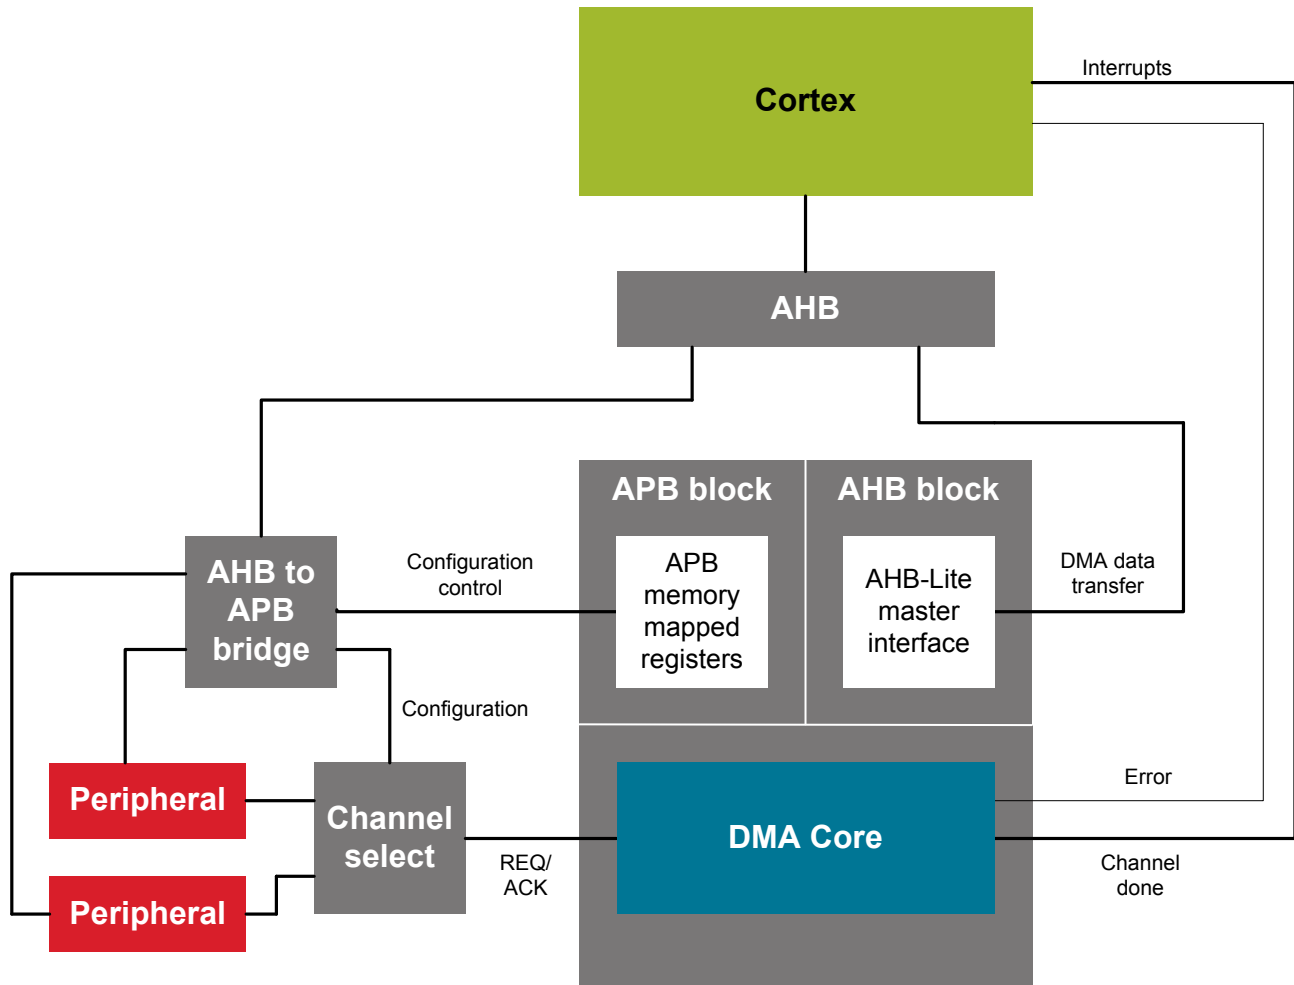 Interrupts
Cortex
AHB
APB block
AHB block
AHB to
APB
bridge
Configuration
control
APB
memory
mapped
registers
AHB-Lite
master
interface
DMA data
transfer
Configuration
Peripheral
Channel
select
Peripheral
REQ/
ACK
DMA Core
Error
Channel
done